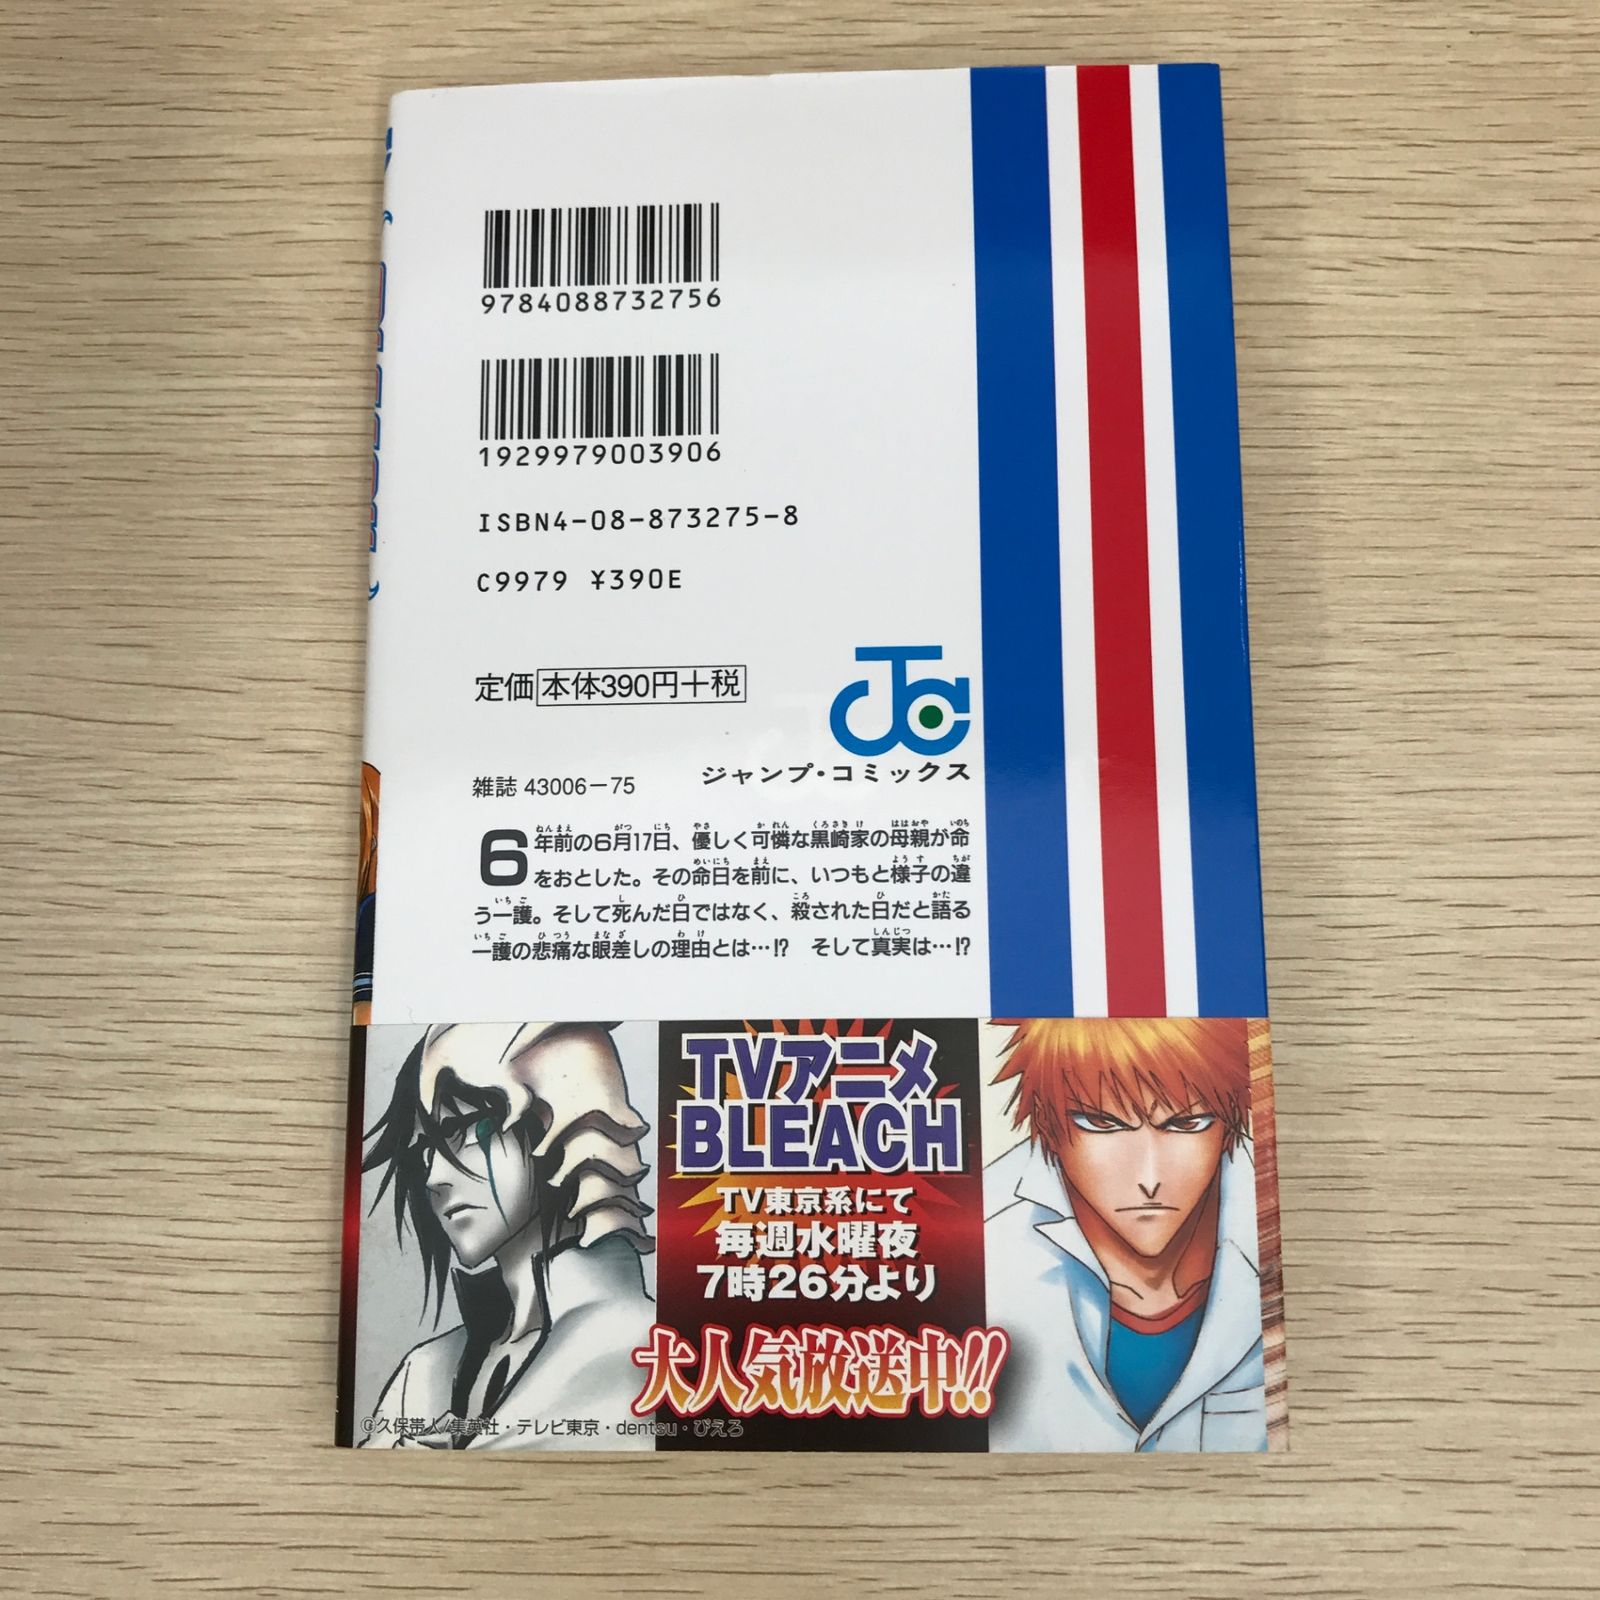 9784088732756
1929979003906
ISBN4-08-873275-8
C9979 ¥390E
定価 本体390円+税
雑誌 43006-75
ジャンプ・コミックス
6年前の6月17日、優しく可憐な黒崎家の母親が命
をおとした。その命日を前に、いつもと様子の違
う一護。そして死んだ日ではなく、殺された日だと語る
一護の悲痛な眼差しの理由とは…!? そして真実は…!?
TVアニメ
BLEACH
TV東京系にて
毎週水曜夜
7時26分より
大人気放送中!!
©久保帯人/集英社・テレビ東京・dentsu・ぴえろ